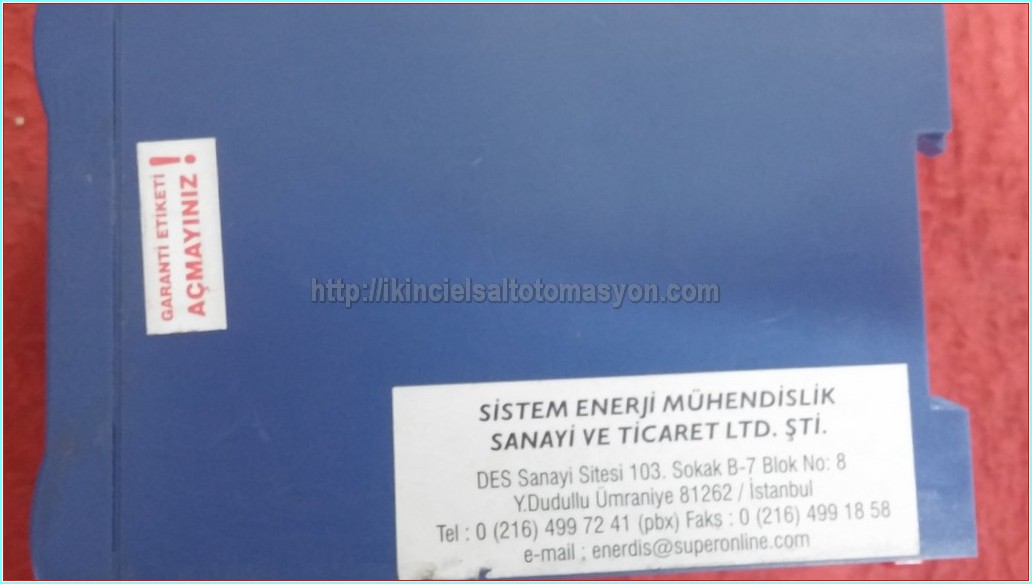 GARANTİ ETİKETİ
AÇMAYINIZ !
http://ikincielsaltotomasyon.com
SİSTEM ENERJİ MÜHENDİSLİK
SANAYİ VE TİCARET LTD. ŞTİ.
DES Sanayi Sitesi 103. Sokak B-7 Blok No: 8
Y.Dudullu Ümraniye 81262 / İstanbul
Tel : 0 (216) 499 72 41 (pbx) Faks : 0 (216) 499 18 58
e-mail : enerdis@superonline.com